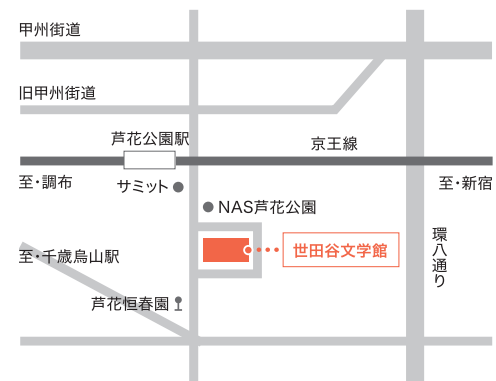 甲州街道
旧甲州街道
芦花公園駅
京王線
至・調布
サミット
至・新宿
NAS芦花公園
世田谷文学館
環八通り
至・千歳烏山駅
芦花恒春園